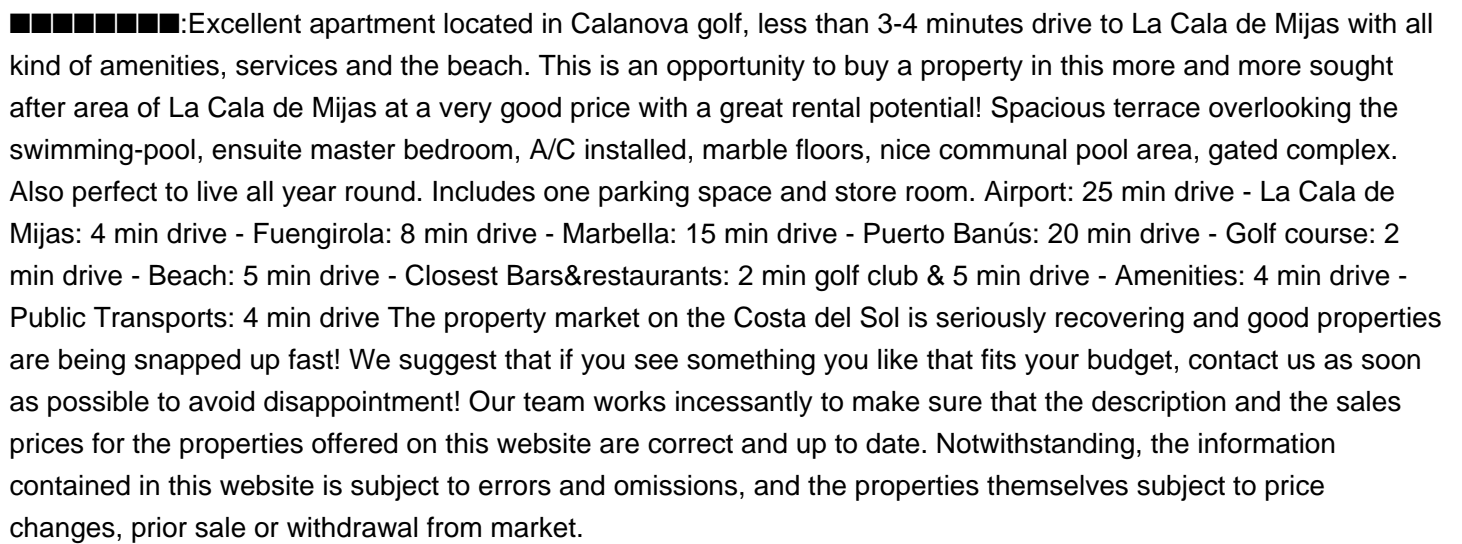 ■■■■■■■■:Excellent apartment located in Calanova golf, less than 3-4 minutes drive to La Cala de Mijas with all
kind of amenities, services and the beach. This is an opportunity to buy a property in this more and more sought
after area of La Cala de Mijas at a very good price with a great rental potential! Spacious terrace overlooking the
swimming-pool, ensuite master bedroom, A/C installed, marble floors, nice communal pool area, gated complex.
Also perfect to live all year round. Includes one parking space and store room. Airport: 25 min drive - La Cala de
Mijas: 4 min drive - Fuengirola: 8 min drive - Marbella: 15 min drive - Puerto Banús: 20 min drive - Golf course: 2
min drive - Beach: 5 min drive - Closest Bars&restaurants: 2 min golf club & 5 min drive - Amenities: 4 min drive -
Public Transports: 4 min drive The property market on the Costa del Sol is seriously recovering and good properties
are being snapped up fast! We suggest that if you see something you like that fits your budget, contact us as soon
as possible to avoid disappointment! Our team works incessantly to make sure that the description and the sales
prices for the properties offered on this website are correct and up to date. Notwithstanding, the information
contained in this website is subject to errors and omissions, and the properties themselves subject to price
changes, prior sale or withdrawal from market.